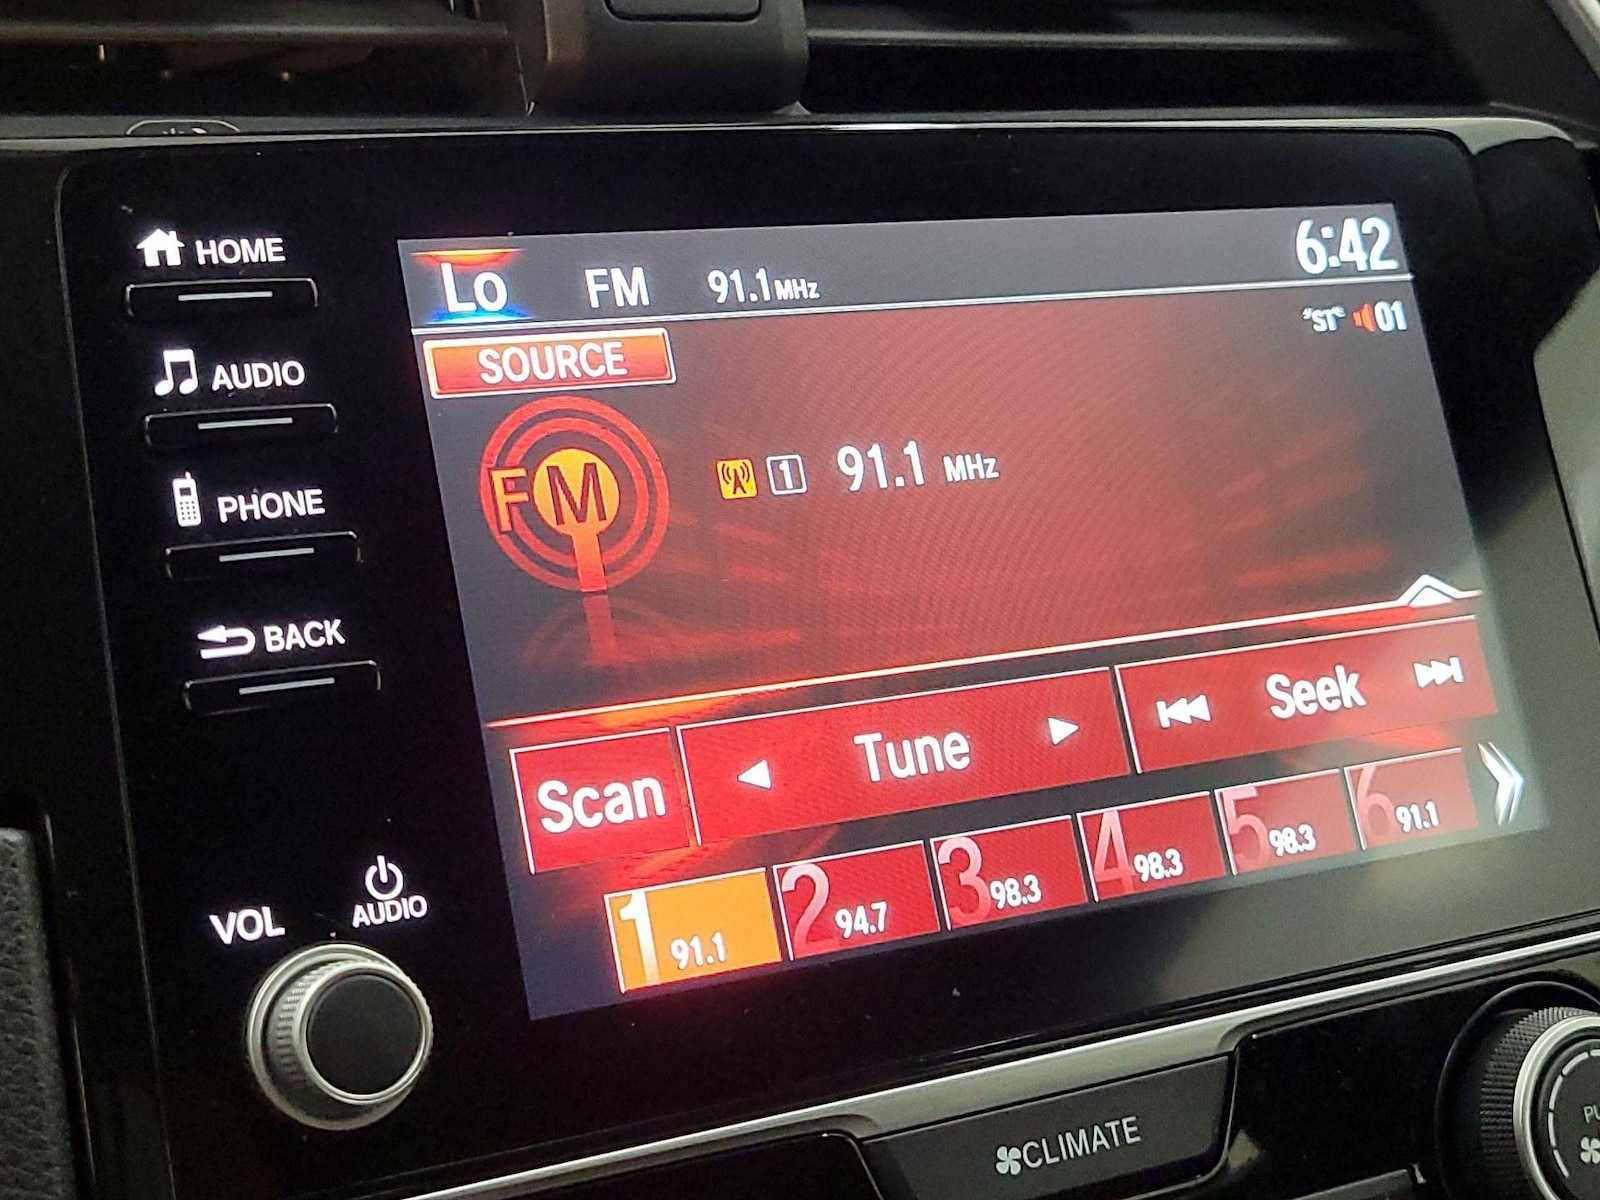 HOME
AUDIO
PHONE
BACK
VOL
AUDIO
Lo FM 91.1MHz 6:42
"ST" 01
SOURCE
FM
1 91.1 MHz
Scan Tune Seek
1 91.1
2 94.7
3 98.3
4 98.3
5 98.3
6 91.1
CLIMATE